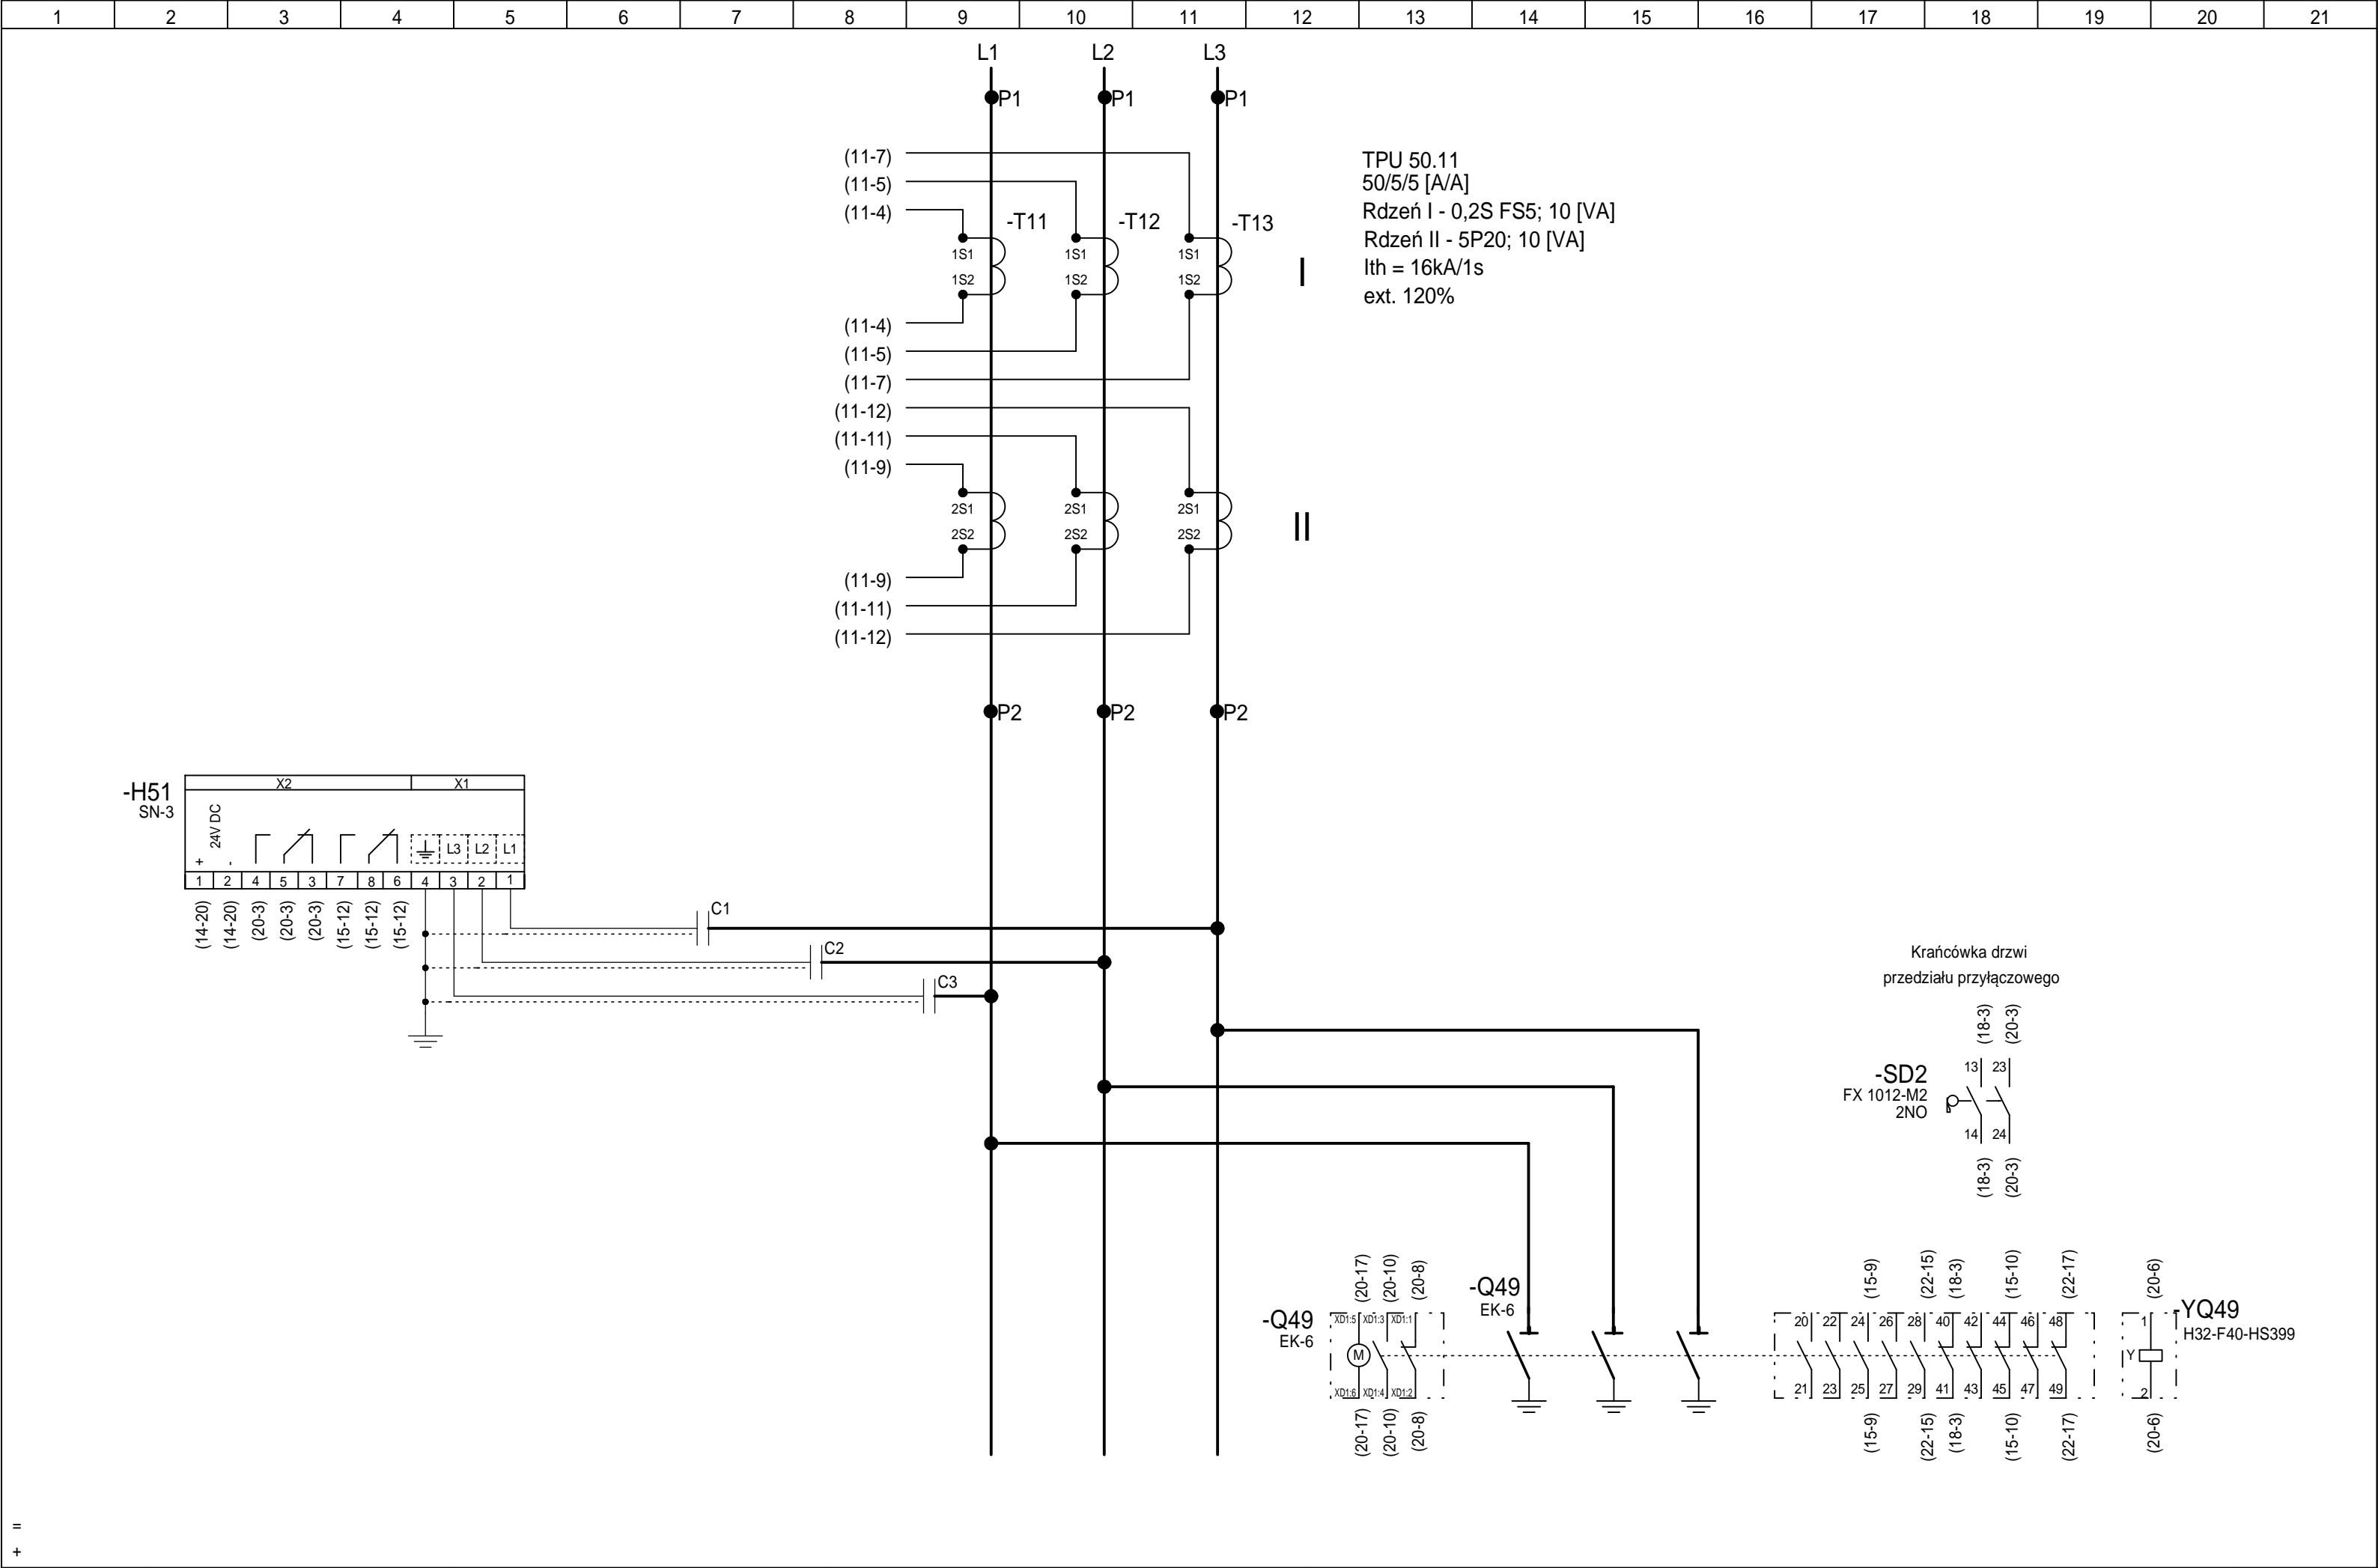 1 2 3 4 5 6 7 8 9 10 11 12 13 14 15 16 17 18 19 20 21
L1 L2 L3
P1 P1 P1
(11-7)
(11-5)
(11-4)
-T11 -T12 -T13
1S1 1S1 1S1
1S2 1S2 1S2
I
TPU 50.11
50/5/5 [A/A]
Rdzeń I - 0,2S FS5; 10 [VA]
Rdzeń II - 5P20; 10 [VA]
Ith = 16kA/1s
ext. 120%
(11-4)
(11-5)
(11-7)
(11-12)
(11-11)
(11-9)
2S1 2S1 2S1
2S2 2S2 2S2
II
(11-9)
(11-11)
(11-12)
P2 P2 P2
-H51
SN-3
X2 X1
24V DC
+ -
L3 L2 L1
1 2 4 5 3 7 8 6 4 3 2 1
(14-20) (14-20) (20-3) (20-3) (20-3) (15-12) (15-12) (15-12)
C1
C2
C3
Krańcówka drzwi
przedziału przyłączowego
(18-3) (20-3)
-SD2
FX 1012-M2
2NO
13 23
14 24
(18-3) (20-3)
(20-17) (20-10) (20-8)
-Q49
EK-6
XD1:5 XD1:3 XD1:1
M
XD1:6 XD1:4 XD1:2
(20-17) (20-10) (20-8)
-Q49
EK-6
(15-9) (22-15) (18-3) (15-10) (22-17)
20 22 24 26 28 40 42 44 46 48
21 23 25 27 29 41 43 45 47 49
(15-9) (22-15) (18-3) (15-10) (22-17)
(20-6)
-YQ49
H32-F40-HS399
1
Y
2
(20-6)
=
+